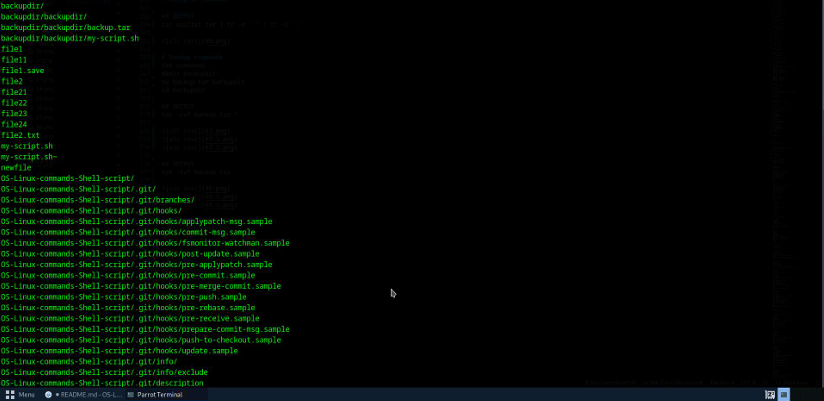 backupdir/
backupdir/backupdir/
backupdir/backupdir/backup.tar
backupdir/backupdir/my-script.sh
file1
file11
file1.save
file2
file21
file22
file23
file24
file2.txt
my-script.sh
my-script.sh~
newfile
OS-Linux-commands-Shell-script/
OS-Linux-commands-Shell-script/.git/
OS-Linux-commands-Shell-script/.git/branches/
OS-Linux-commands-Shell-script/.git/hooks/
OS-Linux-commands-Shell-script/.git/hooks/applypatch-msg.sample
OS-Linux-commands-Shell-script/.git/hooks/commit-msg.sample
OS-Linux-commands-Shell-script/.git/hooks/fsmonitor-watchman.sample
OS-Linux-commands-Shell-script/.git/hooks/post-update.sample
OS-Linux-commands-Shell-script/.git/hooks/pre-applypatch.sample
OS-Linux-commands-Shell-script/.git/hooks/pre-commit.sample
OS-Linux-commands-Shell-script/.git/hooks/pre-merge-commit.sample
OS-Linux-commands-Shell-script/.git/hooks/pre-push.sample
OS-Linux-commands-Shell-script/.git/hooks/pre-rebase.sample
OS-Linux-commands-Shell-script/.git/hooks/pre-receive.sample
OS-Linux-commands-Shell-script/.git/hooks/prepare-commit-msg.sample
OS-Linux-commands-Shell-script/.git/hooks/push-to-checkout.sample
OS-Linux-commands-Shell-script/.git/hooks/update.sample
OS-Linux-commands-Shell-script/.git/info/
OS-Linux-commands-Shell-script/.git/info/exclude
OS-Linux-commands-Shell-script/.git/description
Menu ● README.md - OS-L... Parrot Terminal